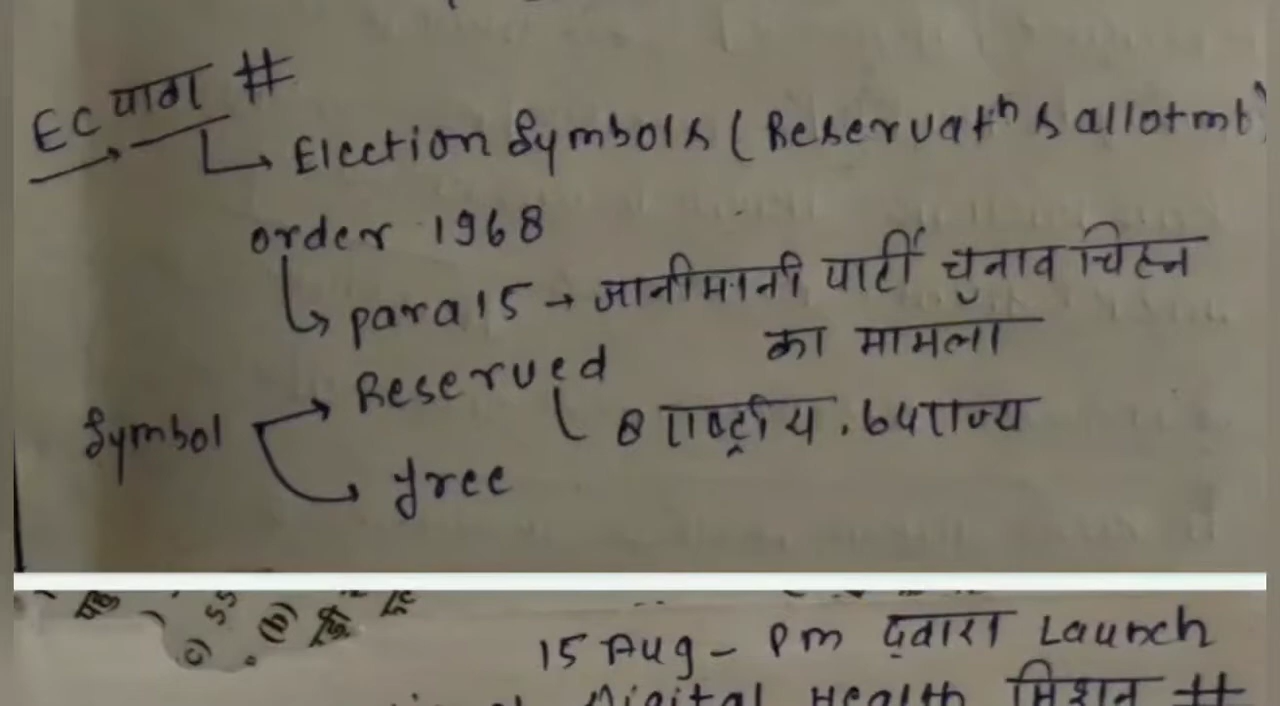 EC पावा #
Election Symbols (Reservatn & allotmt)
order 1968
para 15 → जानीमानी पार्टी चुनाव चिह्न
का मामला
Symbol → Reserved
8 राष्ट्रीय, 64 राज्य
→ free
15 Aug - Pm द्वारा Launch
Digital Health मिशन #